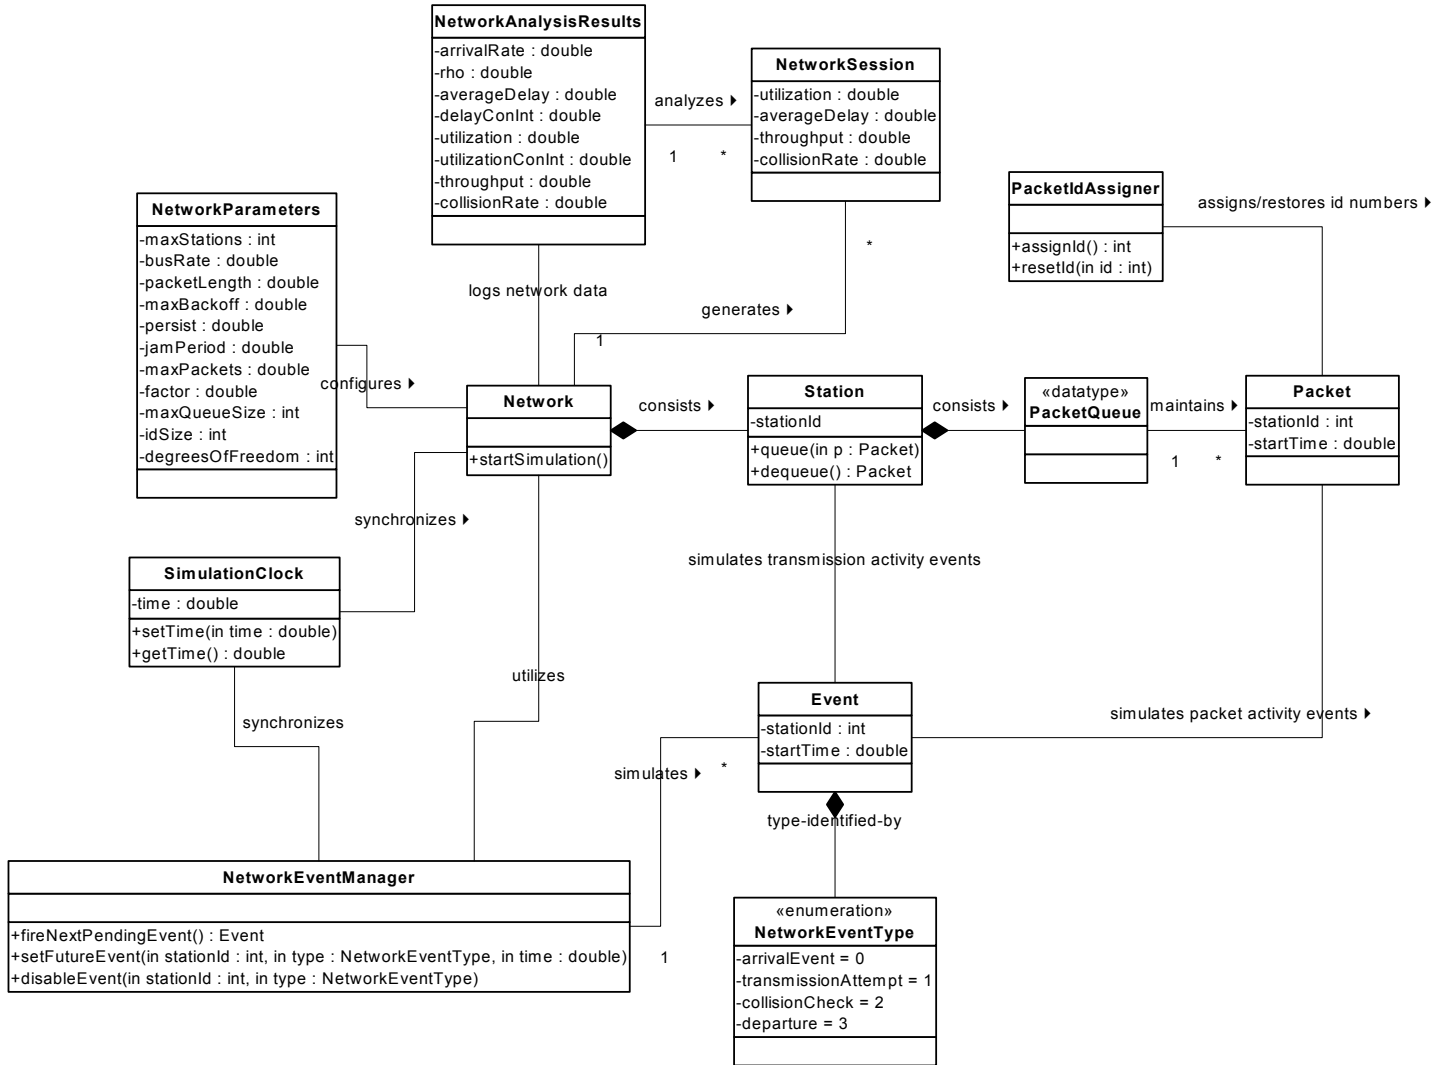 NetworkAnalysisResults
-arrivalRate : double
-rho : double
-averageDelay : double
-delayConInt : double
-utilization : double
-utilizationConInt : double
-throughput : double
-collisionRate : double
analyzes
1 *
NetworkSession
-utilization : double
-averageDelay : double
-throughput : double
-collisionRate : double
PacketIdAssigner
+assignId() : int
+resetId(in id : int)
assigns/restores id numbers
NetworkParameters
-maxStations : int
-busRate : double
-packetLength : double
-maxBackoff : double
-persist : double
-jamPeriod : double
-maxPackets : double
-factor : double
-maxQueueSize : int
-idSize : int
-degreesOfFreedom : int
logs network data
*
generates
1
configures
Network
+startSimulation()
consists
Station
-stationId
+queue(in p : Packet)
+dequeue() : Packet
consists
«datatype»
PacketQueue
maintains
1 *
Packet
-stationId : int
-startTime : double
synchronizes
simulates transmission activity events
SimulationClock
-time : double
+setTime(in time : double)
+getTime() : double
synchronizes
utilizes
Event
-stationId : int
-startTime : double
simulates packet activity events
simulates
*
type-identified-by
NetworkEventManager
+fireNextPendingEvent() : Event
+setFutureEvent(in stationId : int, in type : NetworkEventType, in time : double)
+disableEvent(in stationId : int, in type : NetworkEventType)
1
«enumeration»
NetworkEventType
-arrivalEvent = 0
-transmissionAttempt = 1
-collisionCheck = 2
-departure = 3